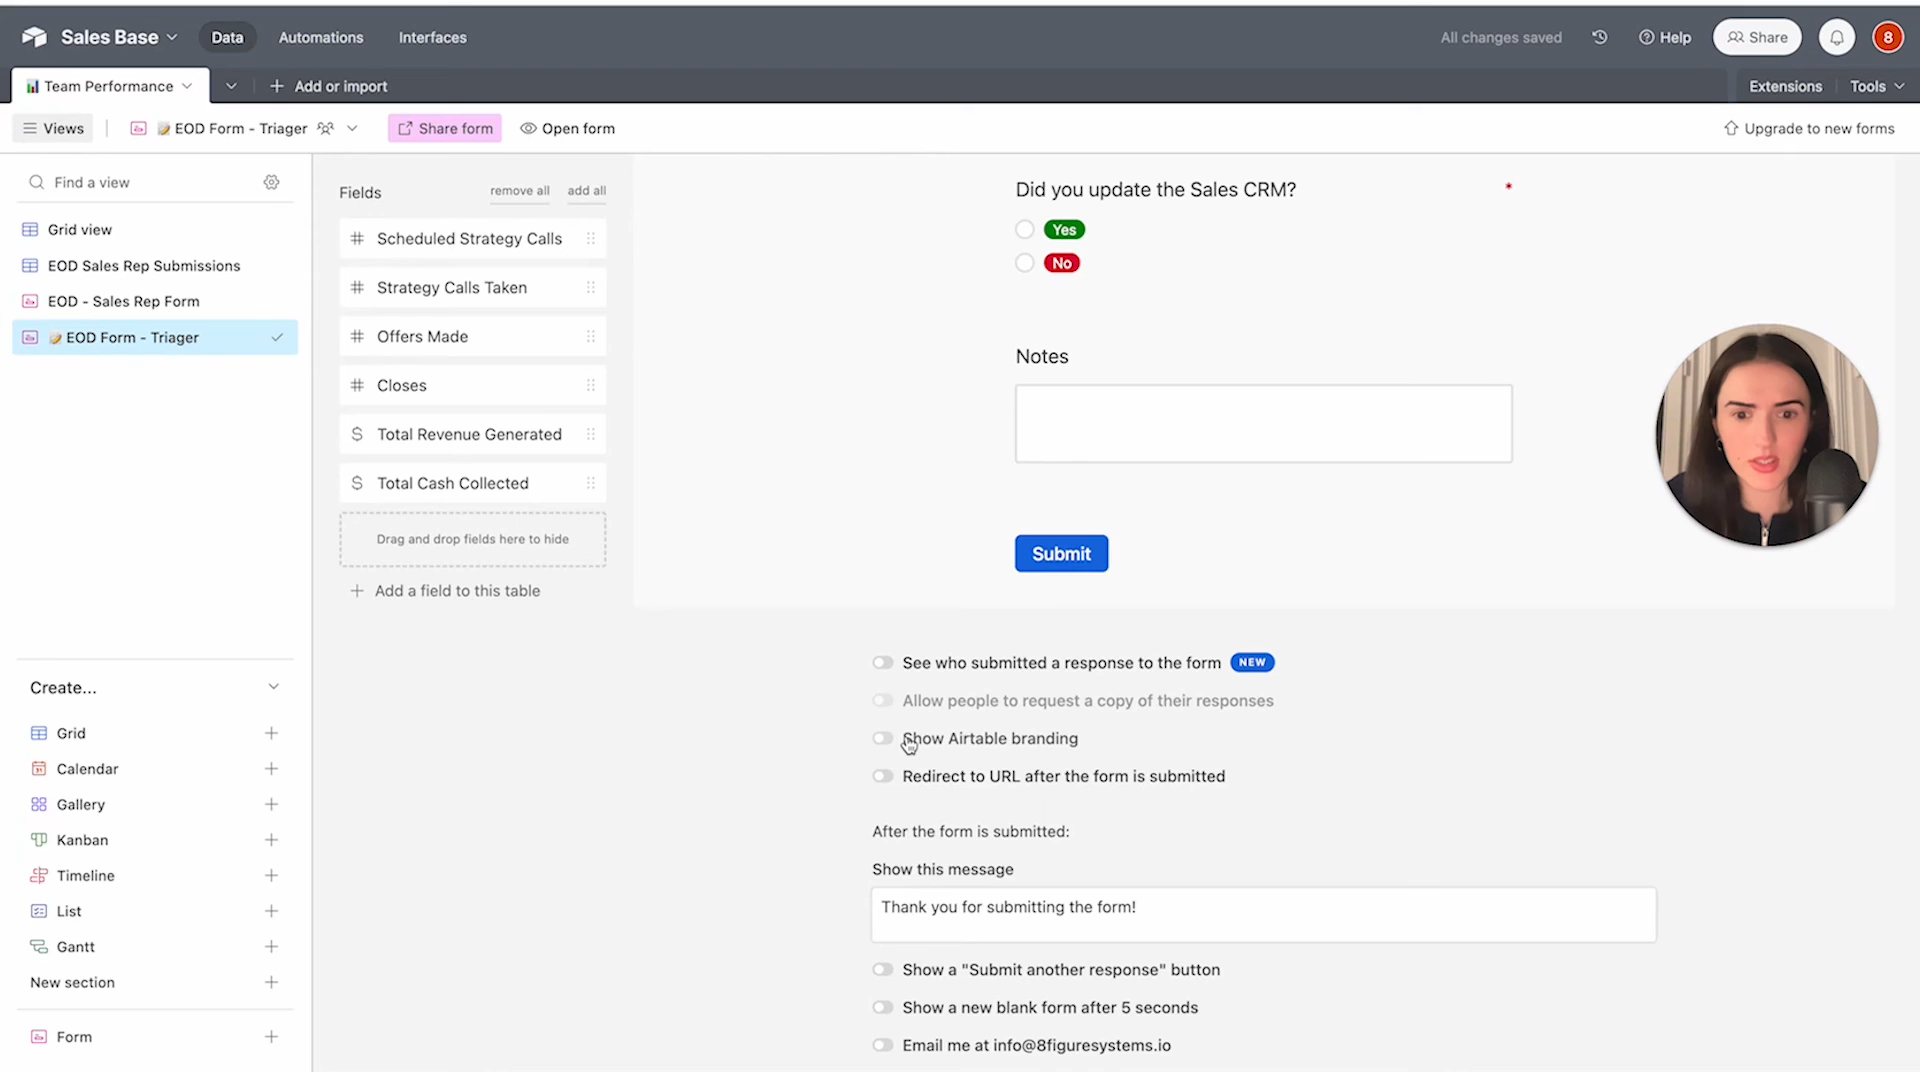 Sales Base
Data
Automations
Interfaces
All changes saved
Help
Share
8
Team Performance
Add or import
Extensions
Tools
Views
EOD Form - Triager
Share form
Open form
Upgrade to new forms
Find a view
Grid view
EOD Sales Rep Submissions
EOD - Sales Rep Form
EOD Form - Triager
Create...
Grid
Calendar
Gallery
Kanban
Timeline
List
Gantt
New section
Form
Fields
remove all
add all
Scheduled Strategy Calls
Strategy Calls Taken
Offers Made
Closes
Total Revenue Generated
Total Cash Collected
Drag and drop fields here to hide
Add a field to this table
Did you update the Sales CRM? *
Yes
No
Notes
Submit
See who submitted a response to the form NEW
Allow people to request a copy of their responses
Show Airtable branding
Redirect to URL after the form is submitted
After the form is submitted:
Show this message
Thank you for submitting the form!
Show a "Submit another response" button
Show a new blank form after 5 seconds
Email me at info@8figuresystems.io